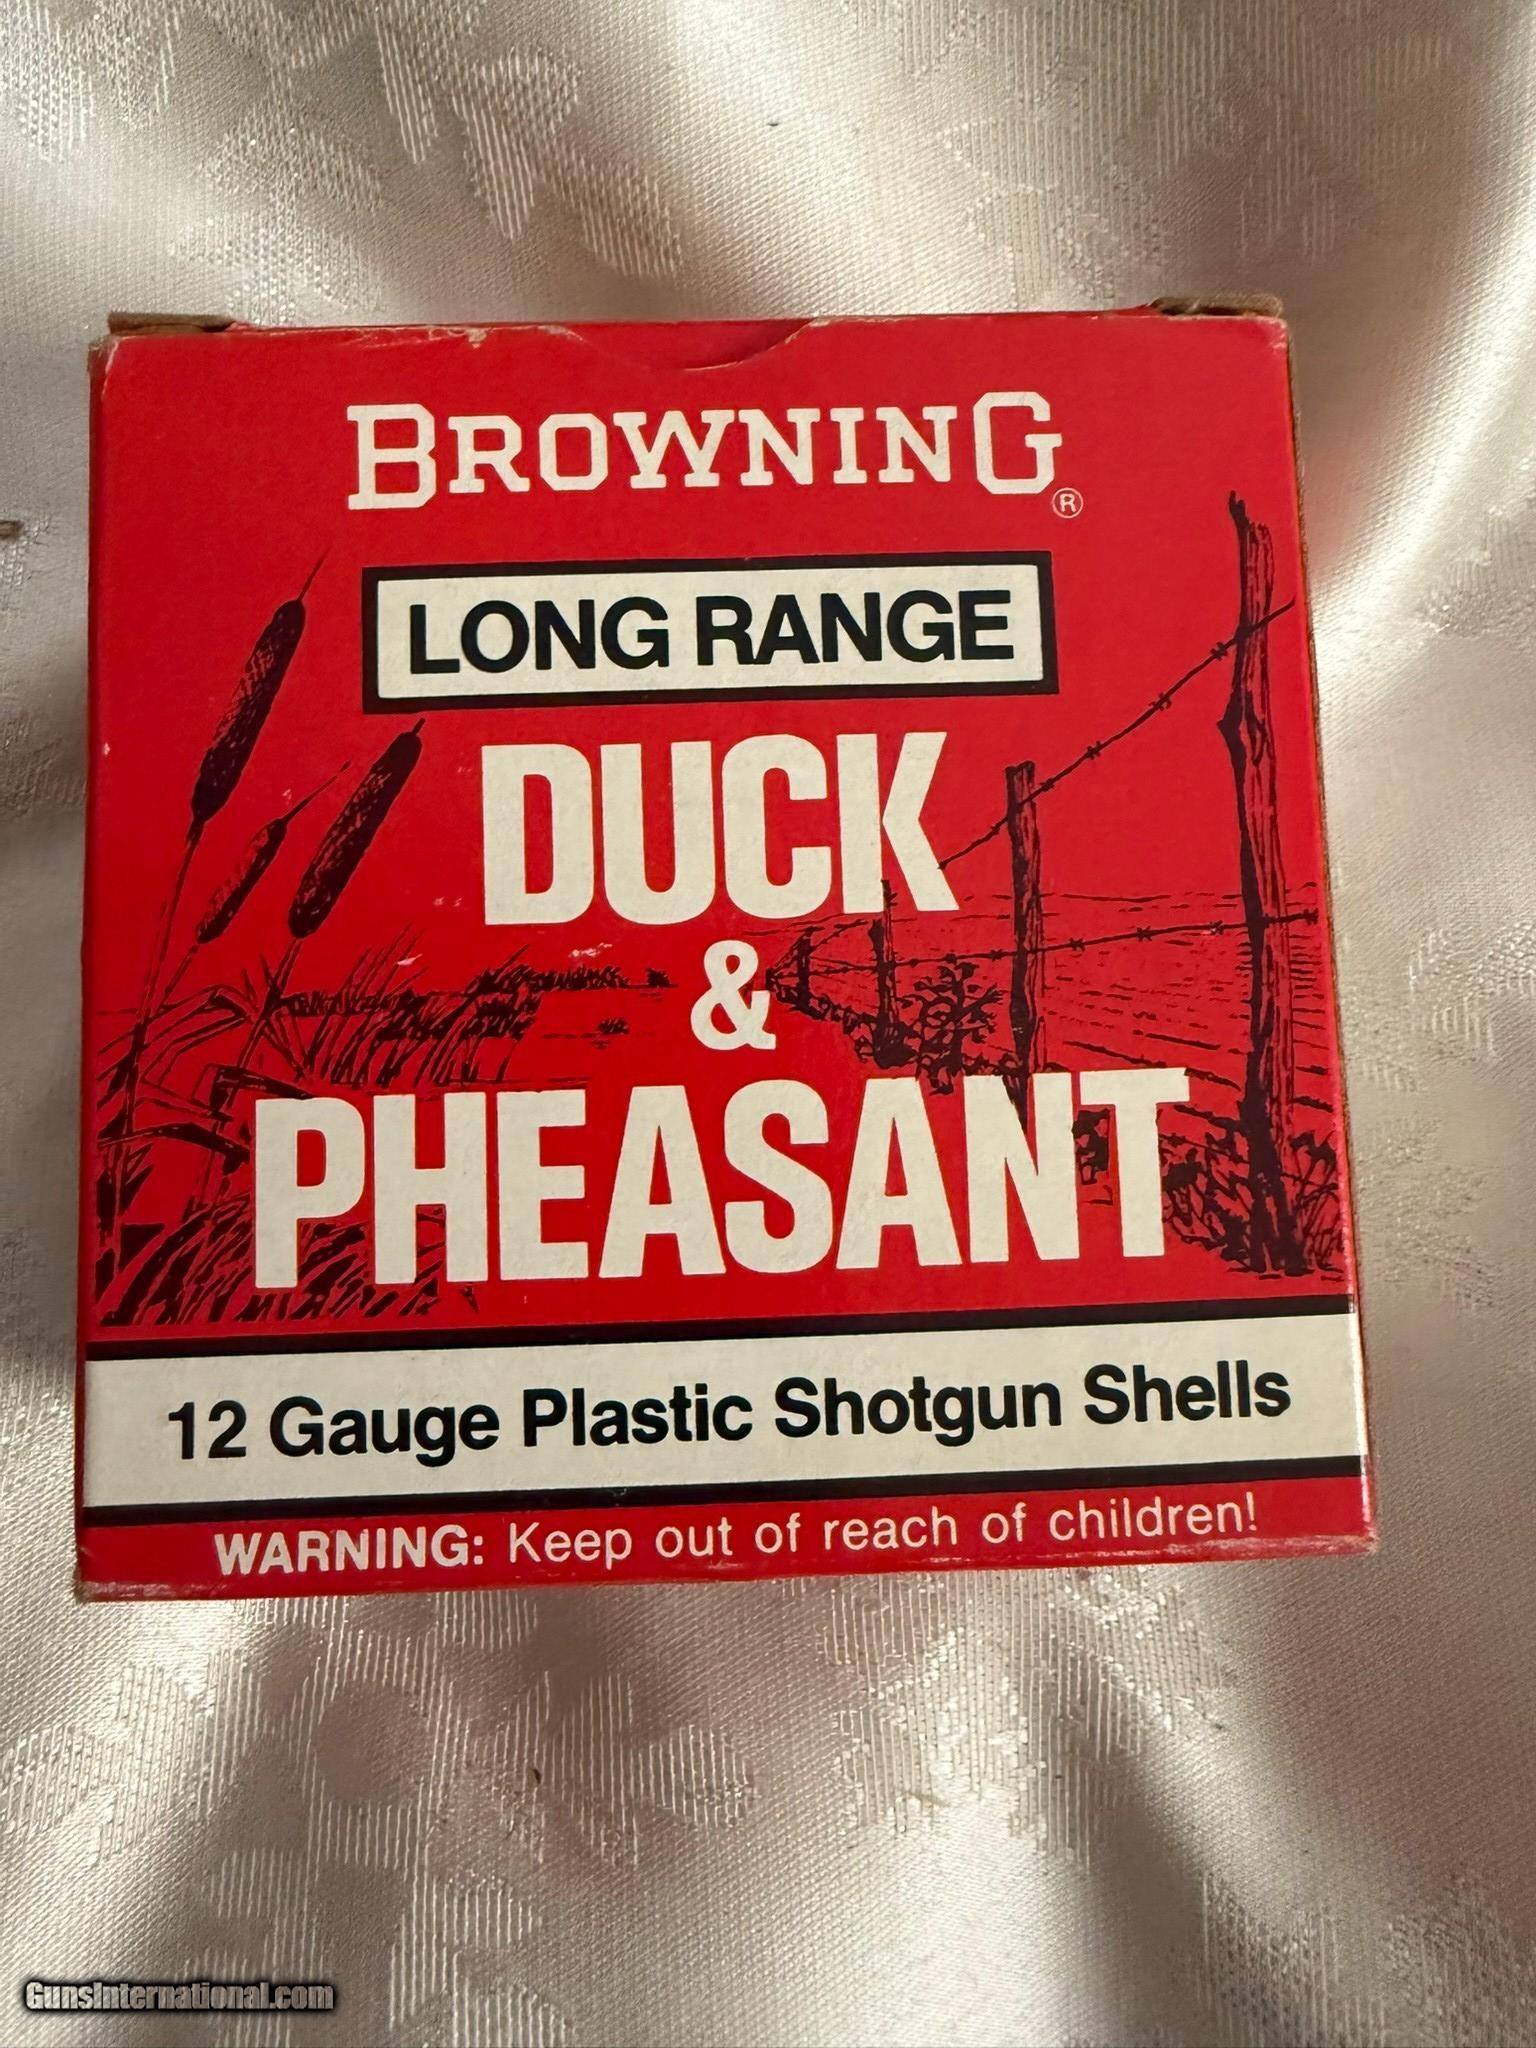 BROWNING®
LONG RANGE
DUCK
&
PHEASANT
12 Gauge Plastic Shotgun Shells
WARNING: Keep out of reach of children!
GunsInternational.com